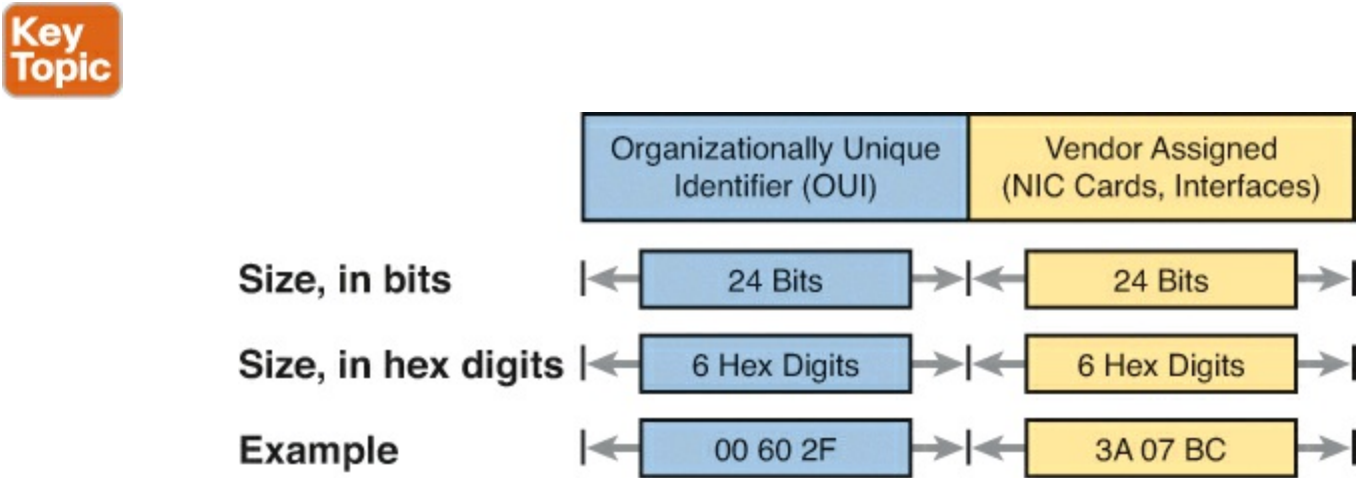 Key
Topic
Organizationally Unique
Identifier (OUI)
Vendor Assigned
(NIC Cards, Interfaces)
Size, in bits
24 Bits
24 Bits
Size, in hex digits
6 Hex Digits
6 Hex Digits
Example
00 60 2F
3A 07 BC